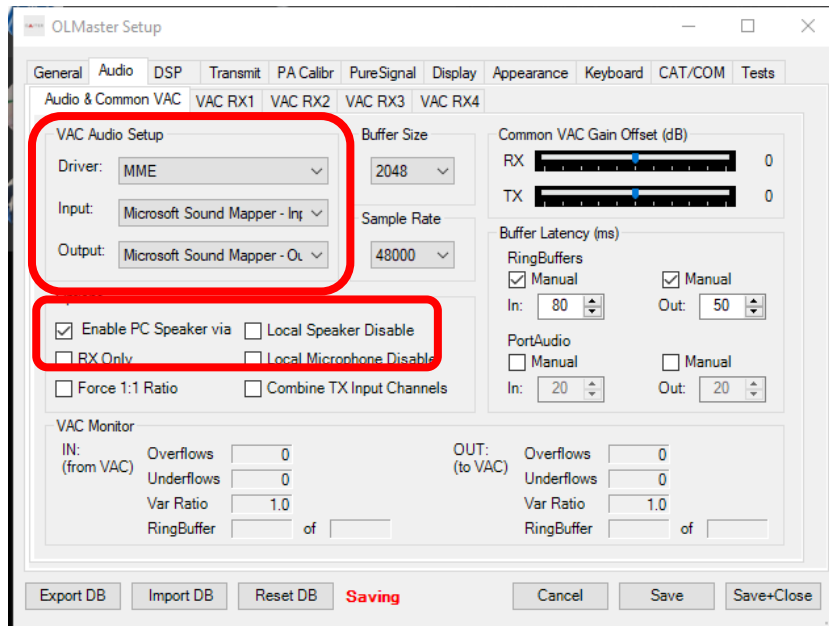 OLMaster Setup
General Audio DSP Transmit PA Calibr PureSignal Display Appearance Keyboard CAT/COM Tests
Audio & Common VAC VAC RX1 VAC RX2 VAC RX3 VAC RX4
VAC Audio Setup
Driver: MME
Input: Microsoft Sound Mapper - Inp
Output: Microsoft Sound Mapper - Ou
Buffer Size
2048
Sample Rate
48000
Common VAC Gain Offset (dB)
RX 0
TX 0
Buffer Latency (ms)
RingBuffers
Manual Manual
In: 80 Out: 50
PortAudio
Manual Manual
In: 20 Out: 20
Enable PC Speaker via Local Speaker Disable
RX Only Local Microphone Disable
Force 1:1 Ratio Combine TX Input Channels
VAC Monitor
IN:
(from VAC)
Overflows 0
Underflows 0
Var Ratio 1.0
RingBuffer of
OUT:
(to VAC)
Overflows 0
Underflows 0
Var Ratio 1.0
RingBuffer of
Export DB Import DB Reset DB Saving Cancel Save Save+Close